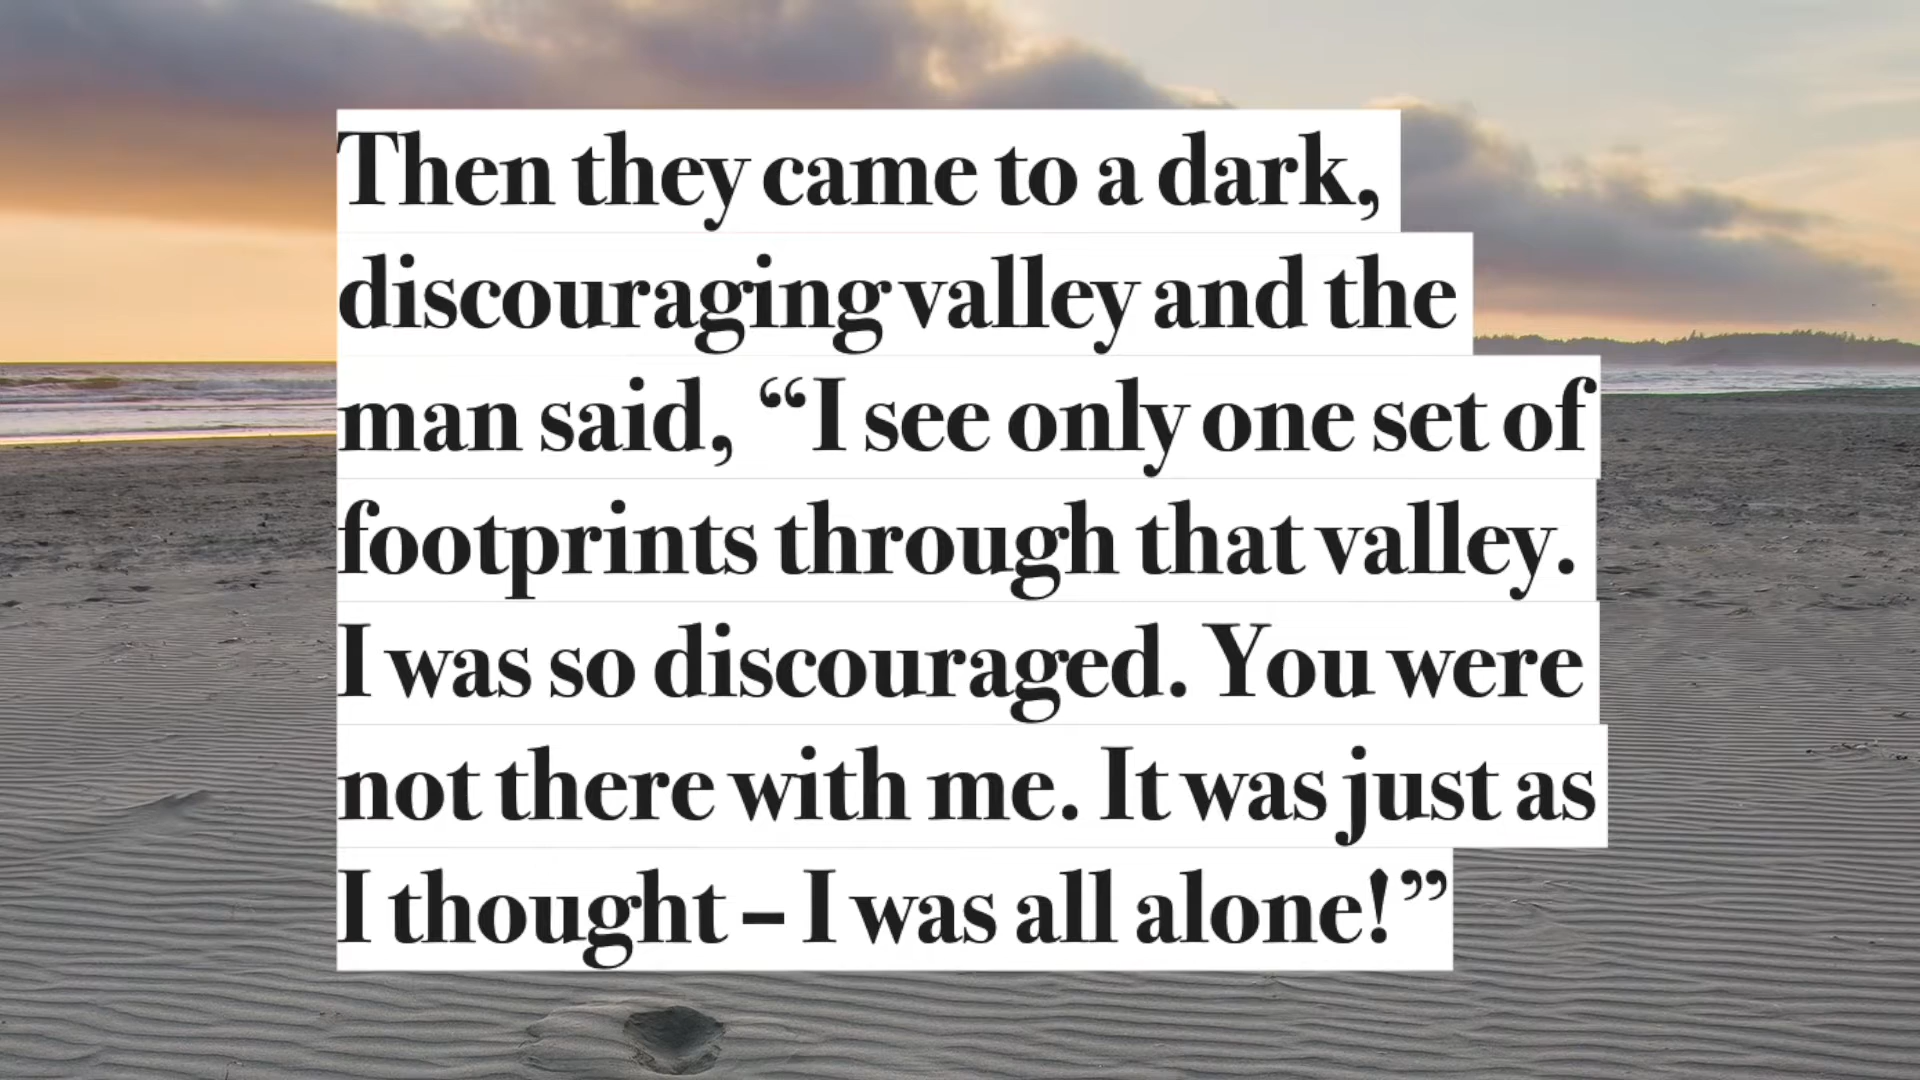 Then they came to a dark,
discouraging valley and the
man said, “I see only one set of
footprints through that valley.
I was so discouraged. You were
not there with me. It was just as
I thought – I was all alone!”